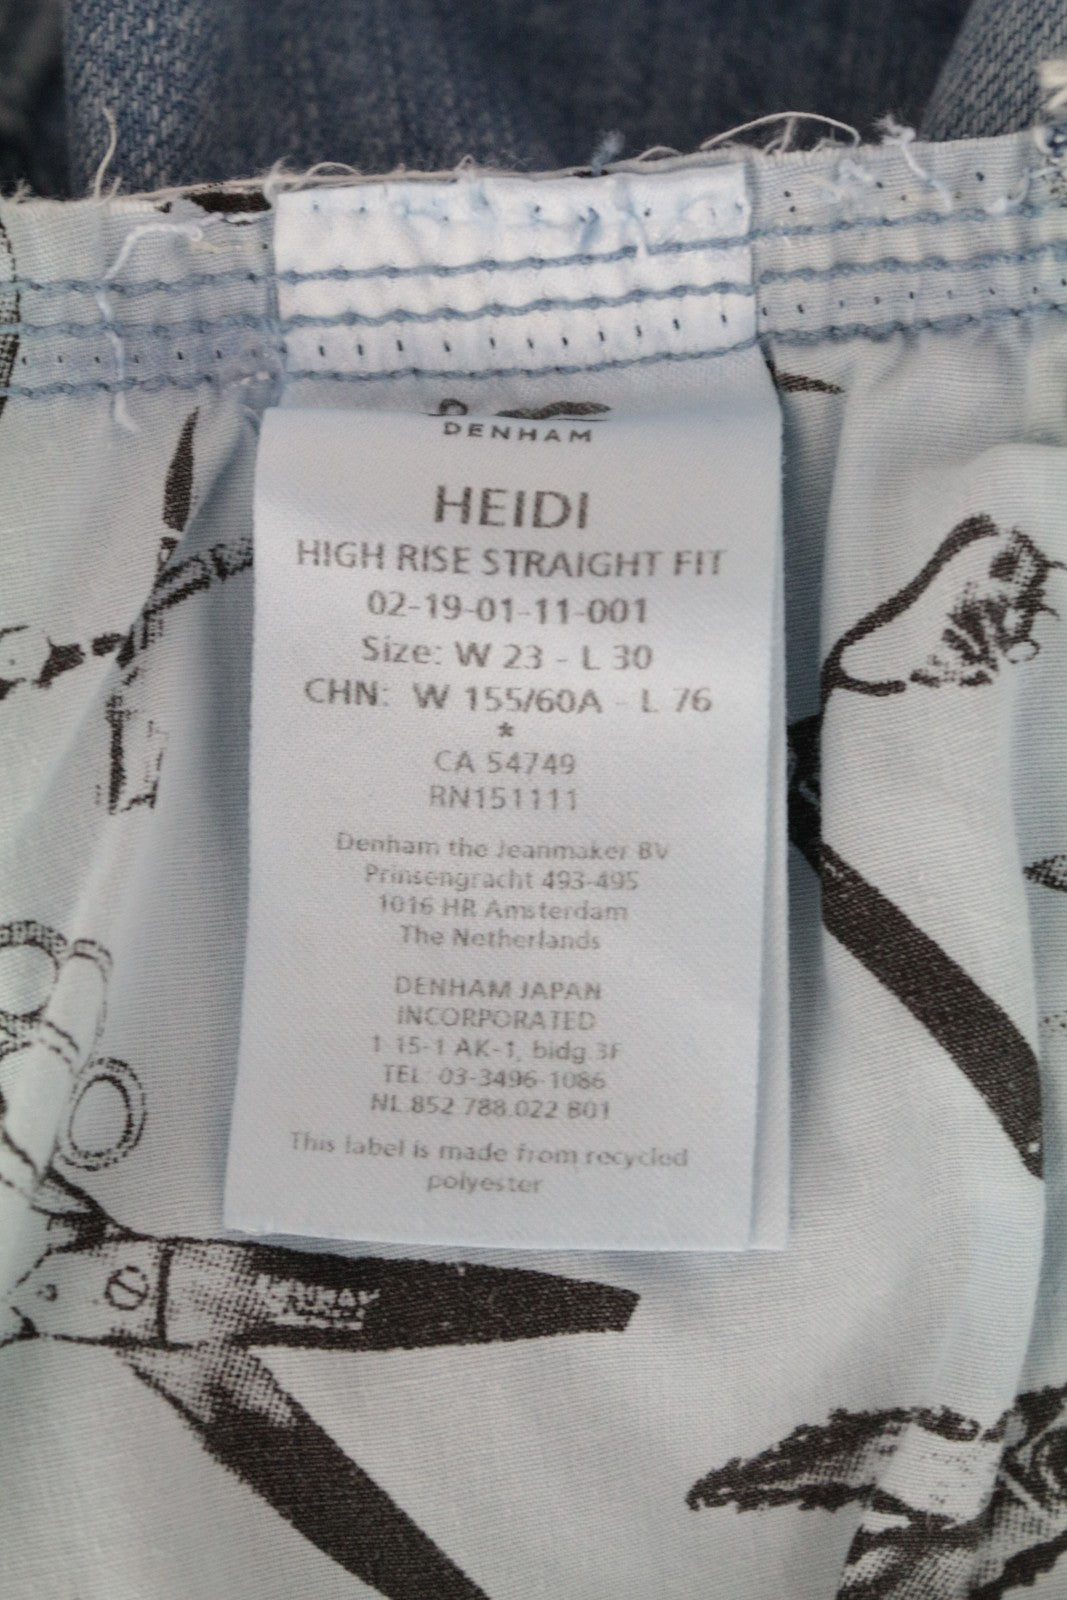 DENHAM
HEIDI
HIGH RISE STRAIGHT FIT
02-19-01-11-001
Size: W 23 - L 30
CHN: W 155/60A - L 76
*
CA 54749
RN151111
Denham the Jeanmaker BV
Prinsengracht 493-495
1016 HR Amsterdam
The Netherlands
DENHAM JAPAN
INCORPORATED
1 15-1 AK-1, bldg 3F
TEL: 03-3496-1086
NL.852.788.022 B01
This label is made from recycled
polyester